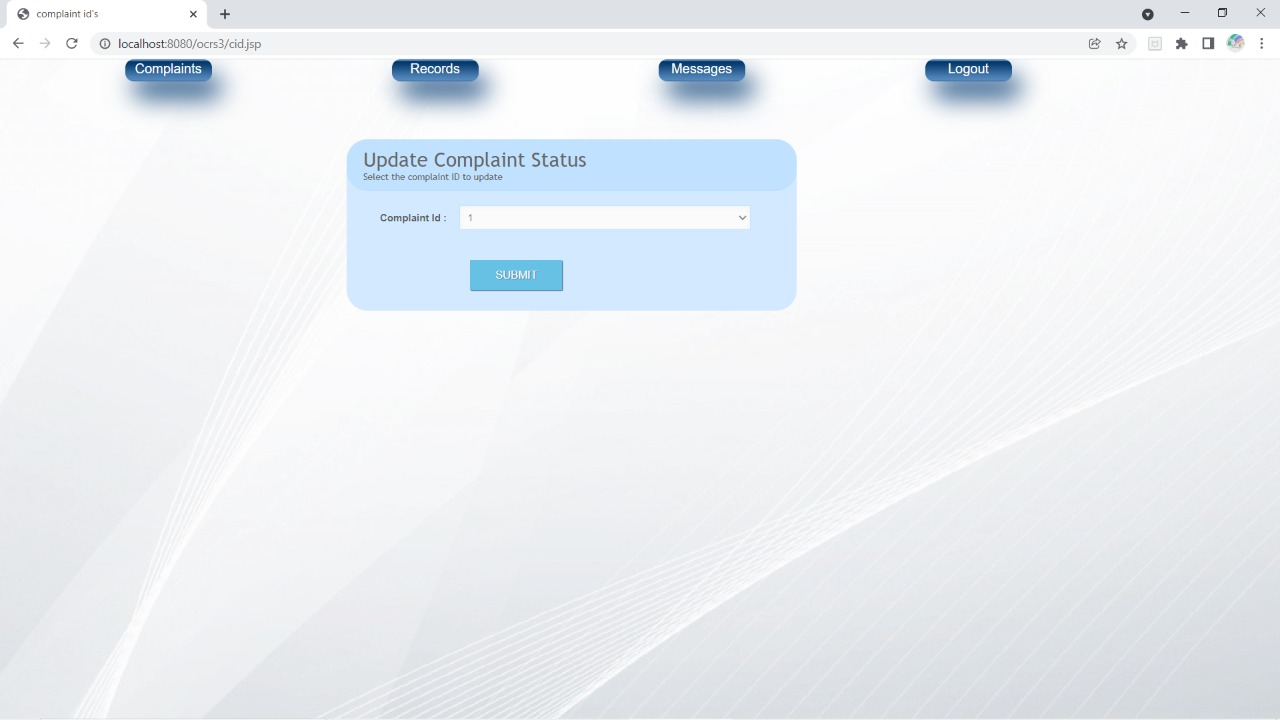 complaint id's
localhost:8080/ocrs3/cid.jsp
Complaints Records Messages Logout
Update Complaint Status
Select the complaint ID to update
Complaint Id : 1
SUBMIT